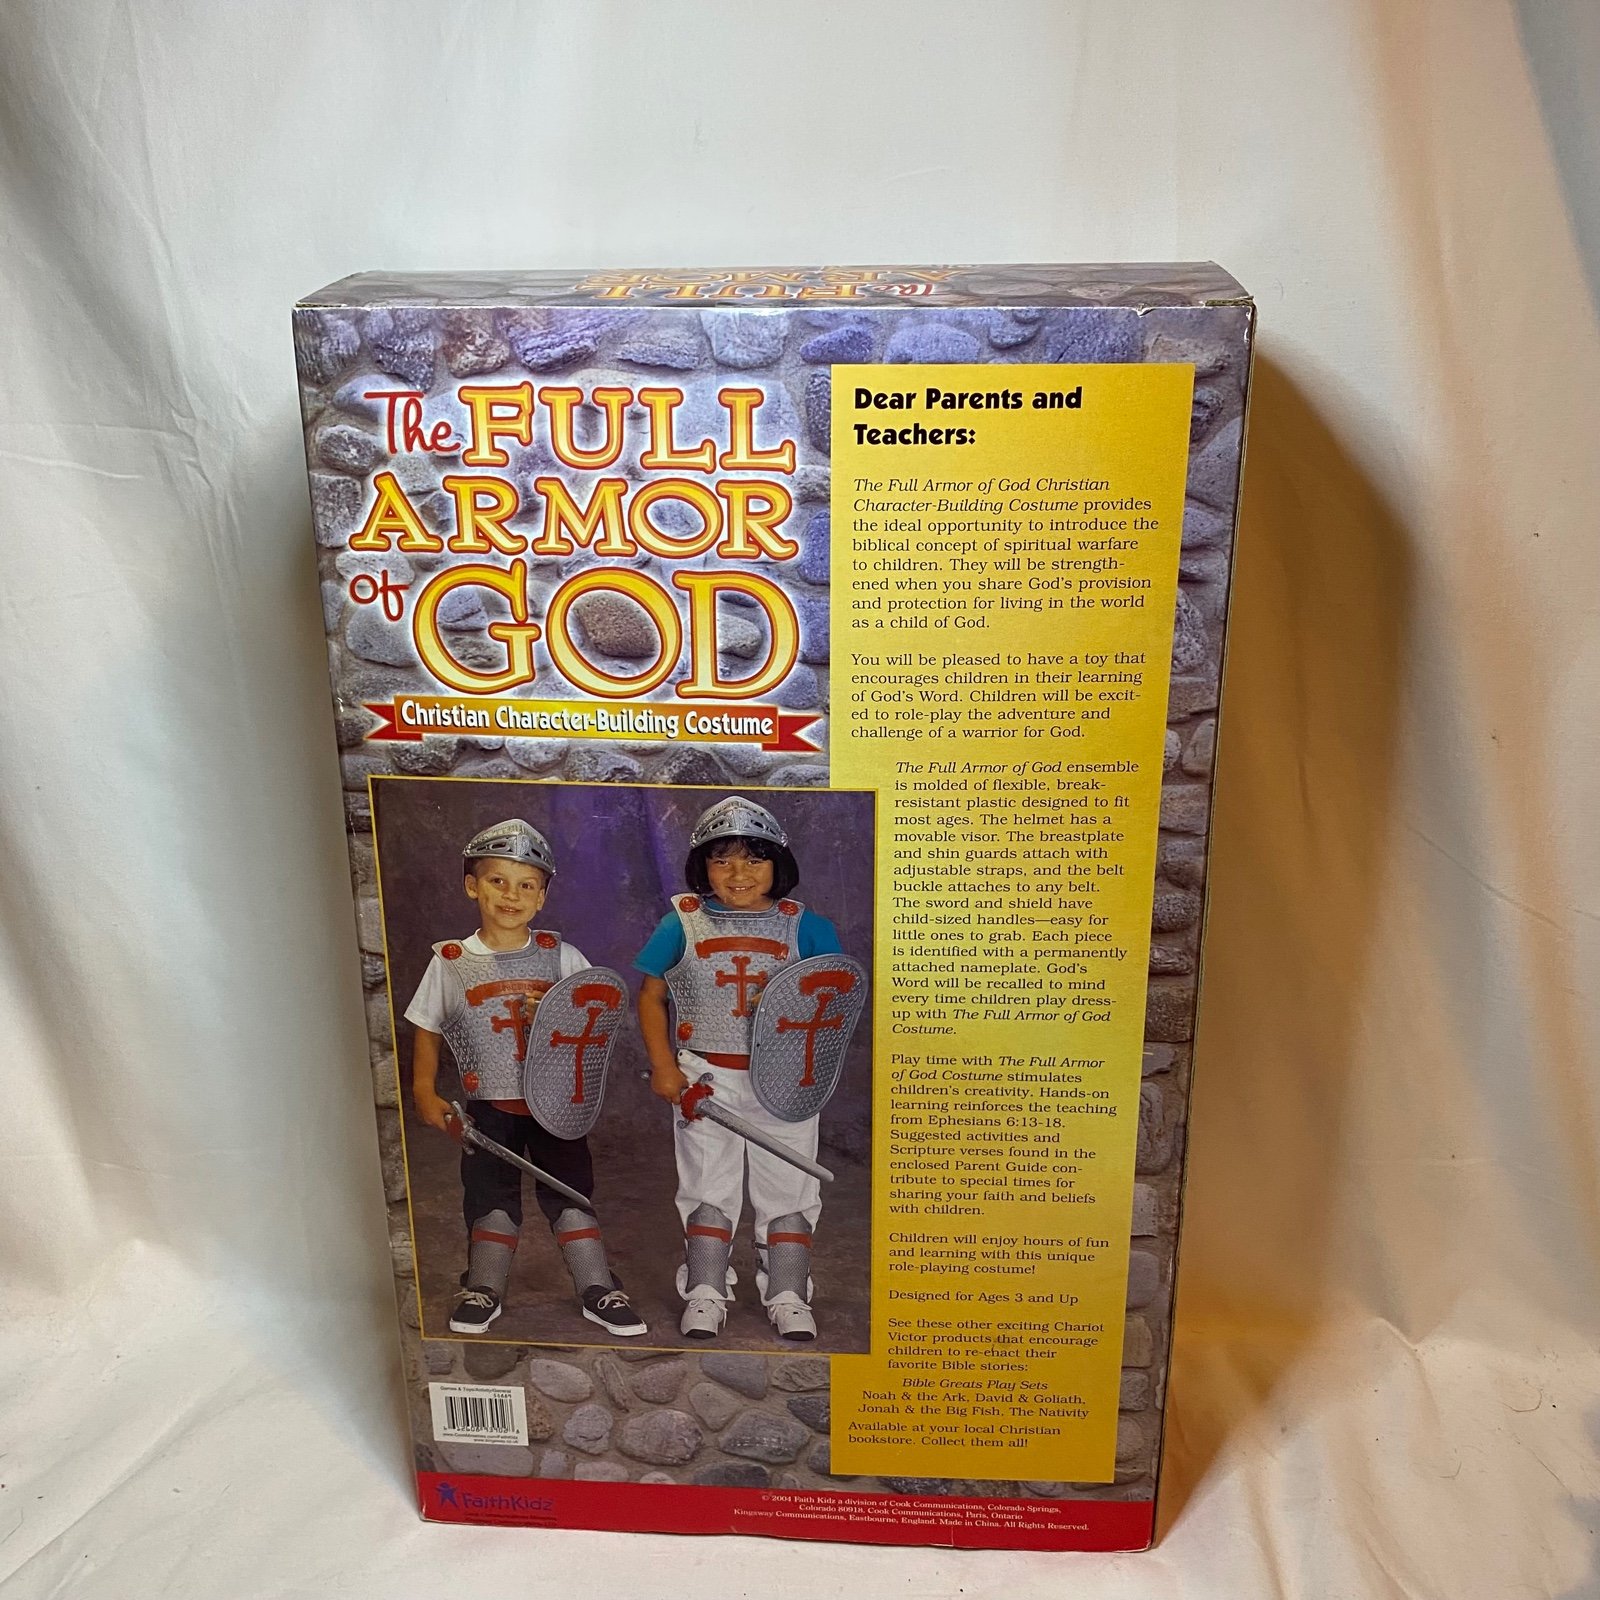 The FULL
ARMOR
The FULL
ARMOR
of GOD
Christian Character-Building Costume
Dear Parents and
Teachers:
The Full Armor of God Christian
Character-Building Costume provides
the ideal opportunity to introduce the
biblical concept of spiritual warfare
to children. They will be strength-
ened when you share God's provision
and protection for living in the world
as a child of God.
You will be pleased to have a toy that
encourages children in their learning
of God's Word. Children will be excit-
ed to role-play the adventure and
challenge of a warrior for God.
The Full Armor of God ensemble
is molded of flexible, break-
resistant plastic designed to fit
most ages. The helmet has a
movable visor. The breastplate
and shin guards attach with
adjustable straps, and the belt
buckle attaches to any belt.
The sword and shield have
child-sized handles—easy for
little ones to grab. Each piece
is identified with a permanently
attached nameplate. God's
Word will be recalled to mind
every time children play dress-
up with The Full Armor of God
Costume.
Play time with The Full Armor
of God Costume stimulates
children's creativity. Hands-on
learning reinforces the teaching
from Ephesians 6:13-18.
Suggested activities and
Scripture verses found in the
enclosed Parent Guide con-
tribute to special times for
sharing your faith and beliefs
with children.
Children will enjoy hours of fun
and learning with this unique
role-playing costume!
Designed for Ages 3 and Up
See these other exciting Chariot
Victor products that encourage
children to re-enact their
favorite Bible stories:
Bible Greats Play Sets
Noah & the Ark, David & Goliath,
Jonah & the Big Fish, The Nativity
Available at your local Christian
bookstore. Collect them all!
Games & Toys/Activity/General
FaithKidz
© 2004 Faith Kidz a division of Cook Communications, Colorado Springs,
Colorado 80918. Cook Communications, Paris, Ontario
Kingsway Communications, Eastbourne, England. Made in China. All Rights Reserved.